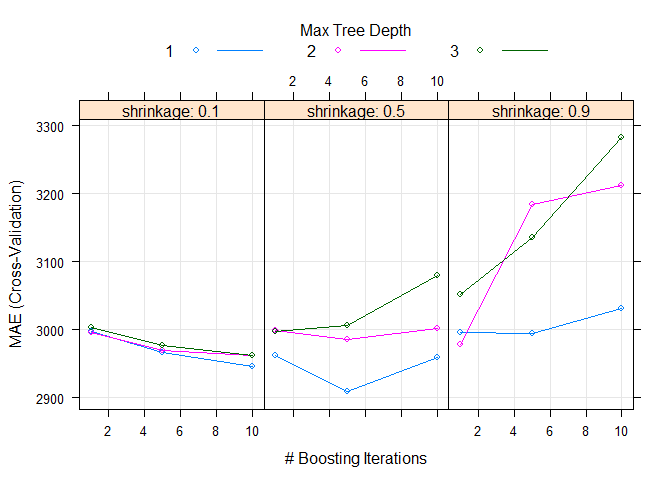 Max Tree Depth
1 2 3
2 4 6 8 10
shrinkage: 0.1 shrinkage: 0.5 shrinkage: 0.9
3300
3200
3100
3000
2900
MAE (Cross-Validation)
2 4 6 8 10 2 4 6 8 10
# Boosting Iterations